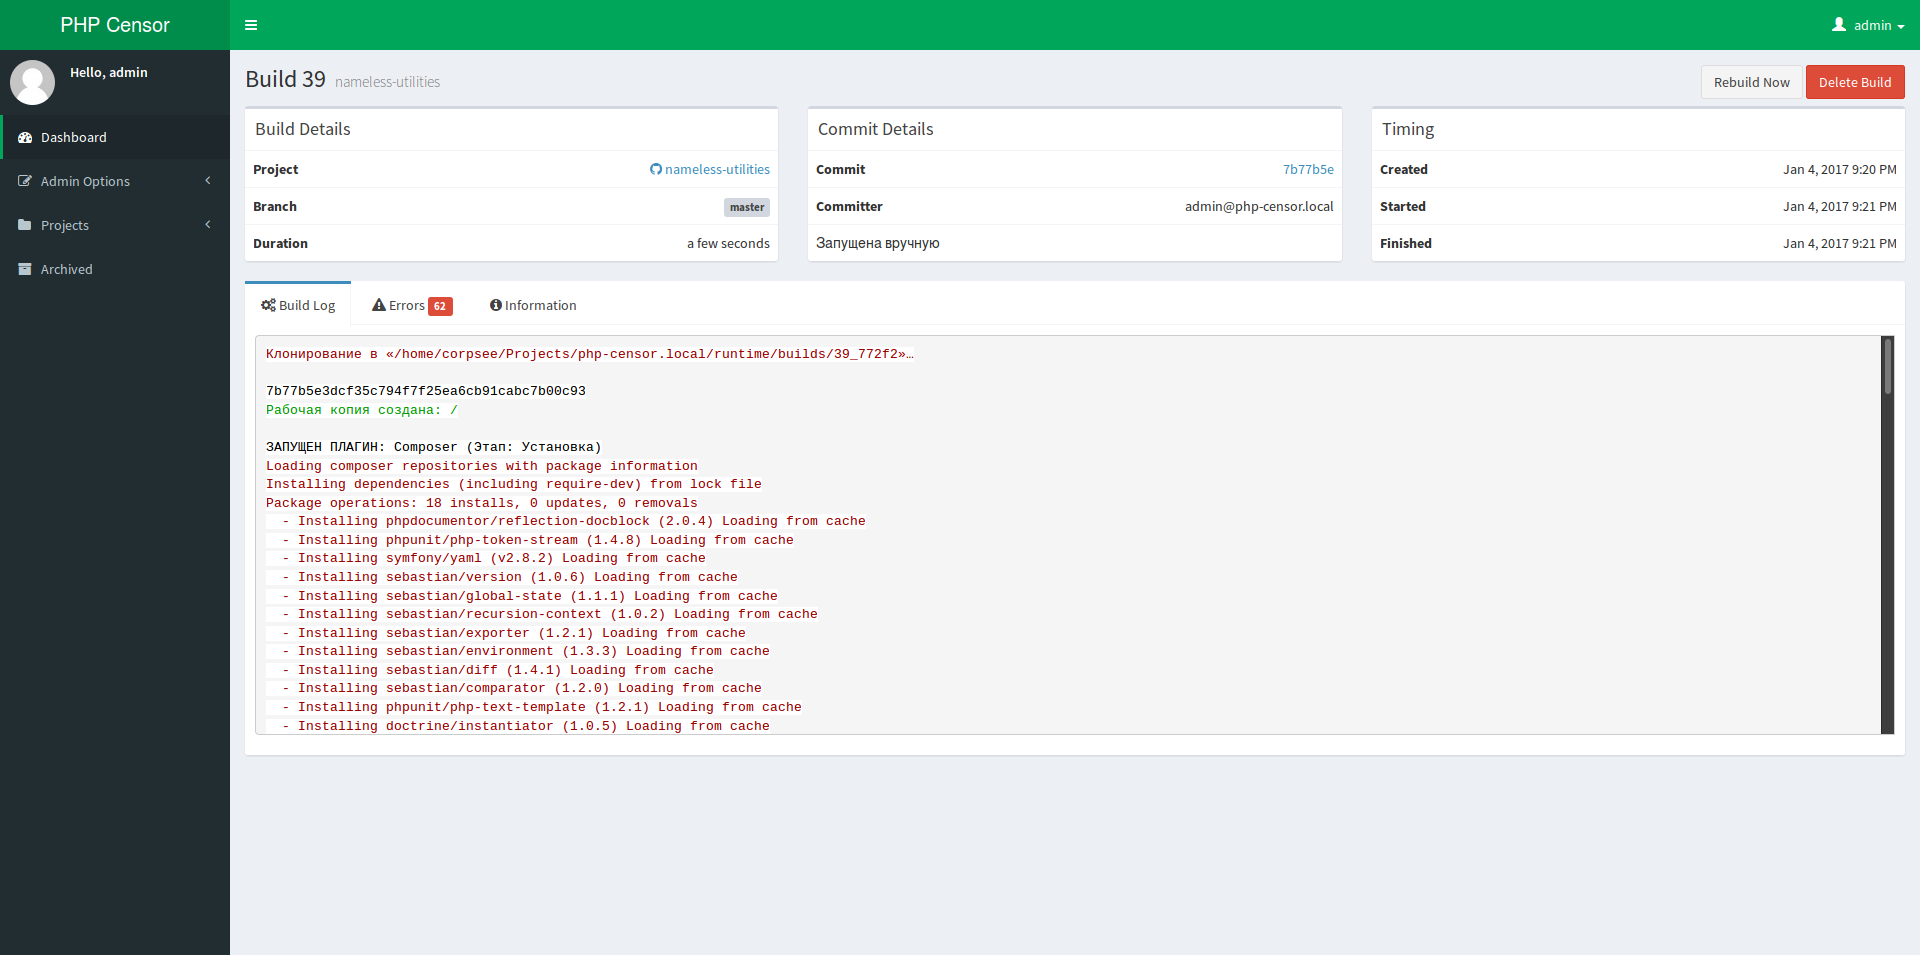 PHP Censor
admin
Hello, admin
Dashboard
Admin Options
Projects
Archived
Build 39 nameless-utilities
Rebuild Now
Delete Build
Build Details
Project nameless-utilities
Branch master
Duration a few seconds
Commit Details
Commit 7b77b5e
Committer admin@php-censor.local
Запущена вручную
Timing
Created Jan 4, 2017 9:20 PM
Started Jan 4, 2017 9:21 PM
Finished Jan 4, 2017 9:21 PM
Build Log
Errors 62
Information
Клонирование в «/home/corpsee/Projects/php-censor.local/runtime/builds/39_772f2»…
7b77b5e3dcf35c794f7f25ea6cb91cabc7b00c93
Рабочая копия создана: /
ЗАПУЩЕН ПЛАГИН: Composer (Этап: Установка)
Loading composer repositories with package information
Installing dependencies (including require-dev) from lock file
Package operations: 18 installs, 0 updates, 0 removals
- Installing phpdocumentor/reflection-docblock (2.0.4) Loading from cache
- Installing phpunit/php-token-stream (1.4.8) Loading from cache
- Installing symfony/yaml (v2.8.2) Loading from cache
- Installing sebastian/version (1.0.6) Loading from cache
- Installing sebastian/global-state (1.1.1) Loading from cache
- Installing sebastian/recursion-context (1.0.2) Loading from cache
- Installing sebastian/exporter (1.2.1) Loading from cache
- Installing sebastian/environment (1.3.3) Loading from cache
- Installing sebastian/diff (1.4.1) Loading from cache
- Installing sebastian/comparator (1.2.0) Loading from cache
- Installing phpunit/php-text-template (1.2.1) Loading from cache
- Installing doctrine/instantiator (1.0.5) Loading from cache